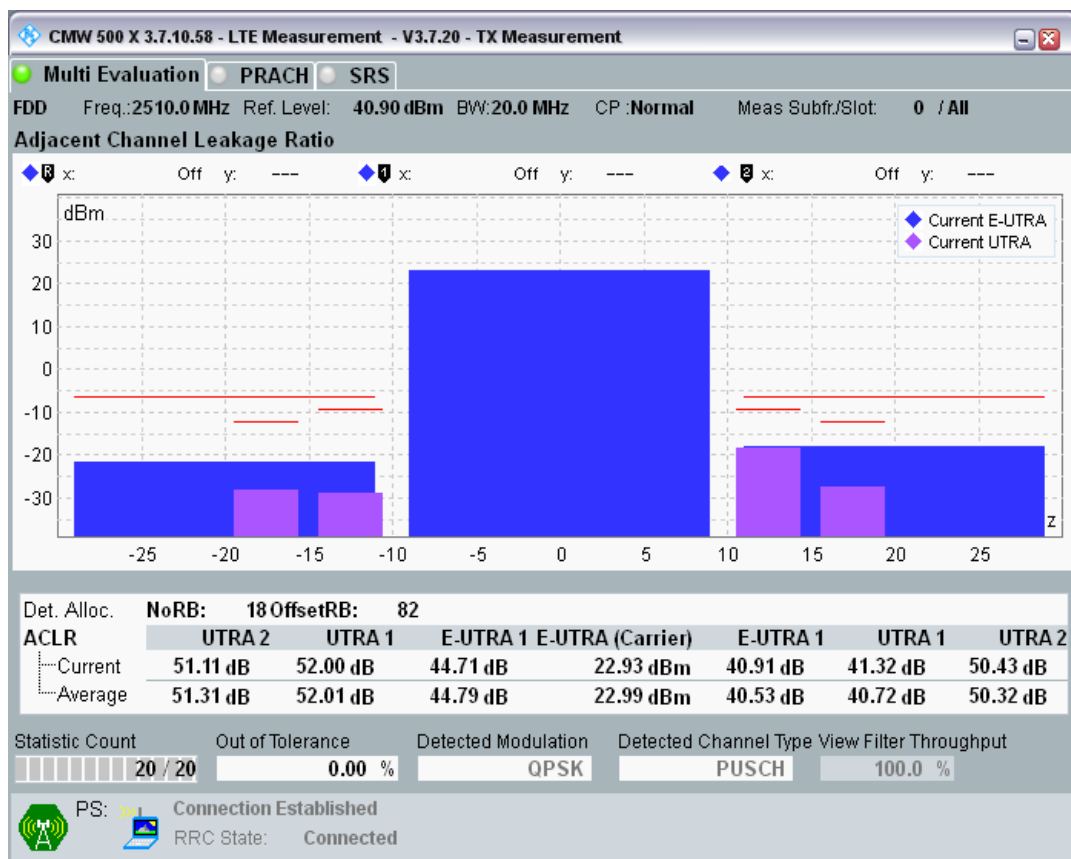 CMW 500 X 3.7.10.58 - LTE Measurement - V3.7.20 - TX Measurement
Multi Evaluation PRACH SRS
FDD Freq.:2510.0 MHz Ref. Level: 40.90 dBm BW:20.0 MHz CP :Normal Meas Subfr./Slot: 0 / All
Adjacent Channel Leakage Ratio
R x: Off y: --- 1 x: Off y: --- 2 x: Off y: ---
dBm
Current E-UTRA
Current UTRA
30
20
10
0
-10
-20
-30
z
-25 -20 -15 -10 -5 0 5 10 15 20 25
Det. Alloc. NoRB: 18 OffsetRB: 82
ACLR UTRA 2 UTRA 1 E-UTRA 1 E-UTRA (Carrier) E-UTRA 1 UTRA 1 UTRA 2
Current 51.11 dB 52.00 dB 44.71 dB 22.93 dBm 40.91 dB 41.32 dB 50.43 dB
Average 51.31 dB 52.01 dB 44.79 dB 22.99 dBm 40.53 dB 40.72 dB 50.32 dB
Statistic Count Out of Tolerance Detected Modulation Detected Channel Type View Filter Throughput
20 / 20 0.00 % QPSK PUSCH 100.0 %
PS: Connection Established
RRC State: Connected